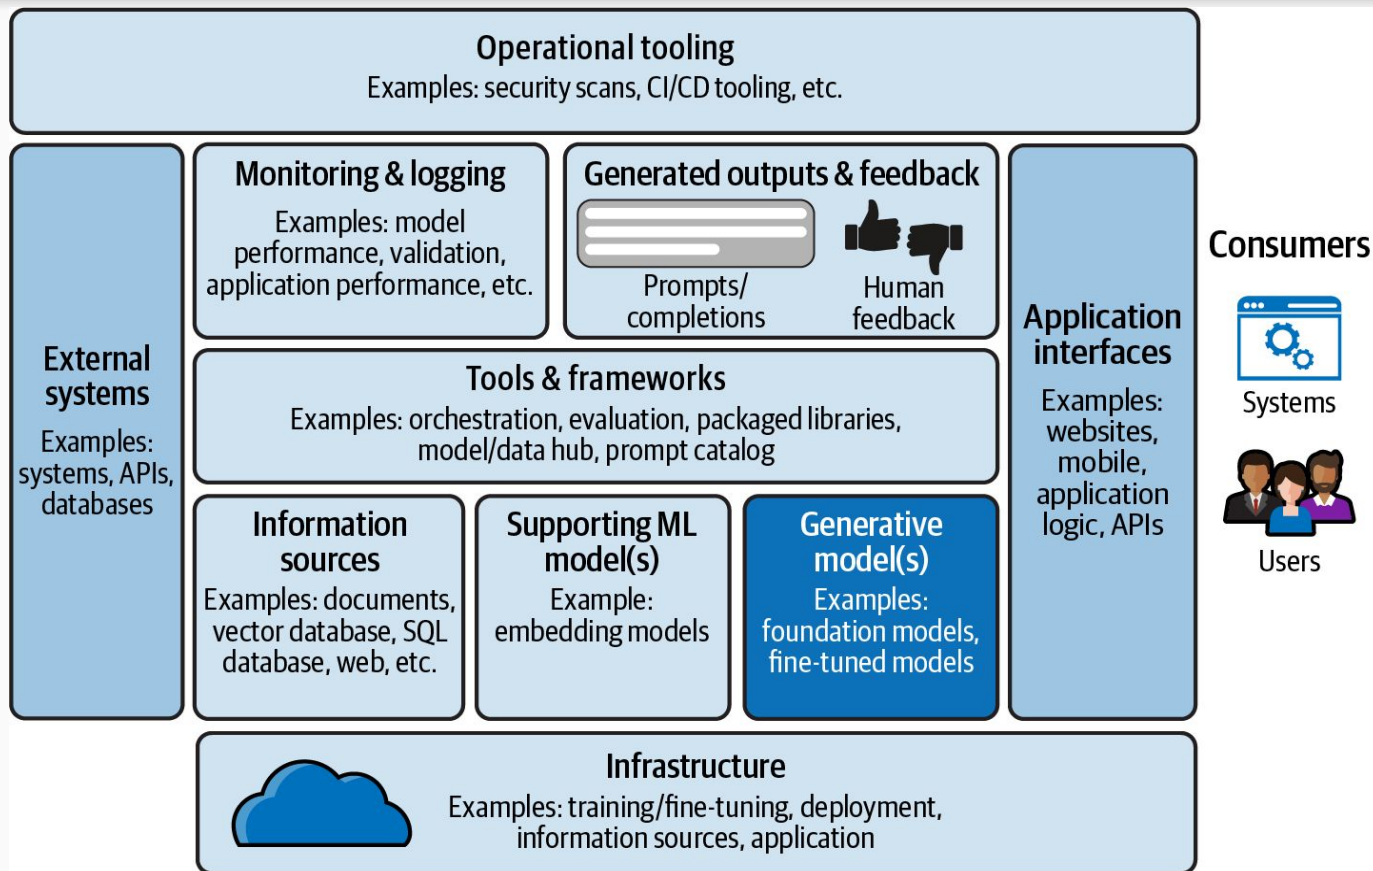 Operational tooling
Examples: security scans, CI/CD tooling, etc.
External
systems
Examples:
systems, APIs,
databases
Monitoring & logging
Examples: model
performance, validation,
application performance, etc.
Generated outputs & feedback
Prompts/
completions
Human
feedback
Tools & frameworks
Examples: orchestration, evaluation, packaged libraries,
model/data hub, prompt catalog
Information
sources
Examples: documents,
vector database, SQL
database, web, etc.
Supporting ML
model(s)
Example:
embedding models
Generative
model(s)
Examples:
foundation models,
fine-tuned models
Application
interfaces
Examples:
websites,
mobile,
application
logic, APIs
Consumers
Systems
Users
Infrastructure
Examples: training/fine-tuning, deployment,
information sources, application